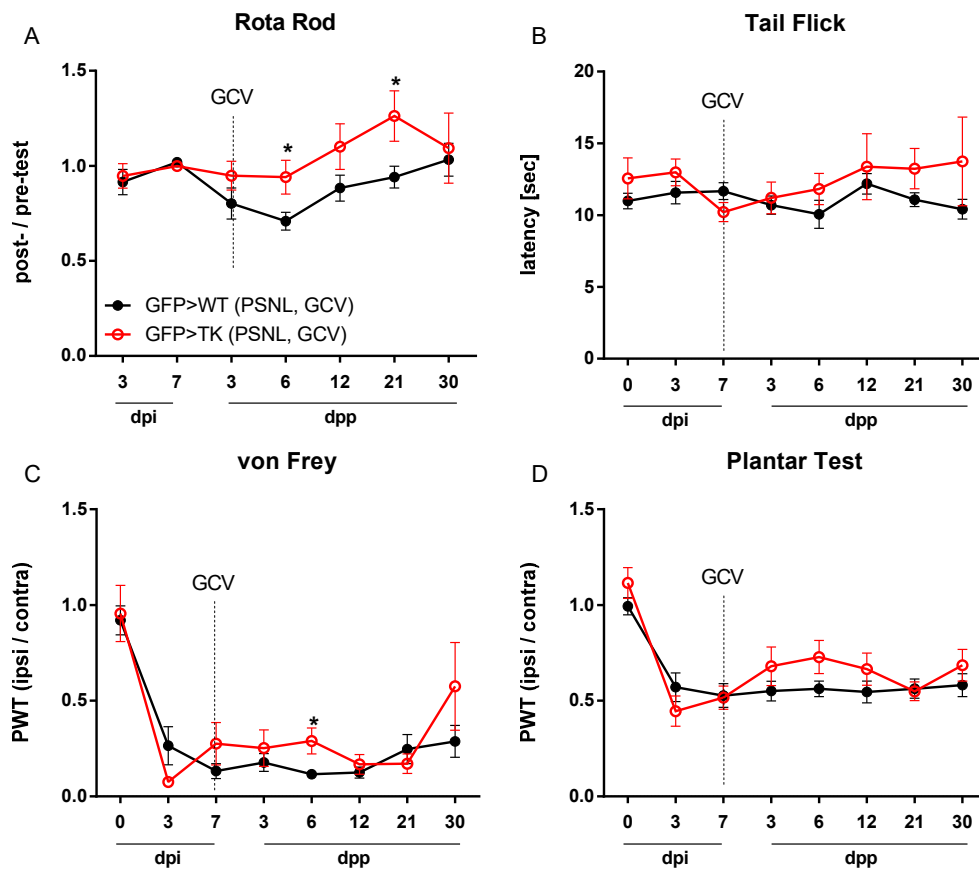 A
Rota Rod
post- / pre-test
1.5
1.0
0.5
0.0
GCV
*
*
GFP>WT (PSNL, GCV)
GFP>TK (PSNL, GCV)
3 7 3 6 12 21 30
dpi dpp
B
Tail Flick
latency [sec]
20
15
10
5
0
GCV
0 3 7 3 6 12 21 30
dpi dpp
C
von Frey
PWT (ipsi / contra)
1.5
1.0
0.5
0.0
GCV
*
0 3 7 3 6 12 21 30
dpi dpp
D
Plantar Test
PWT (ipsi / contra)
1.5
1.0
0.5
0.0
GCV
0 3 7 3 6 12 21 30
dpi dpp